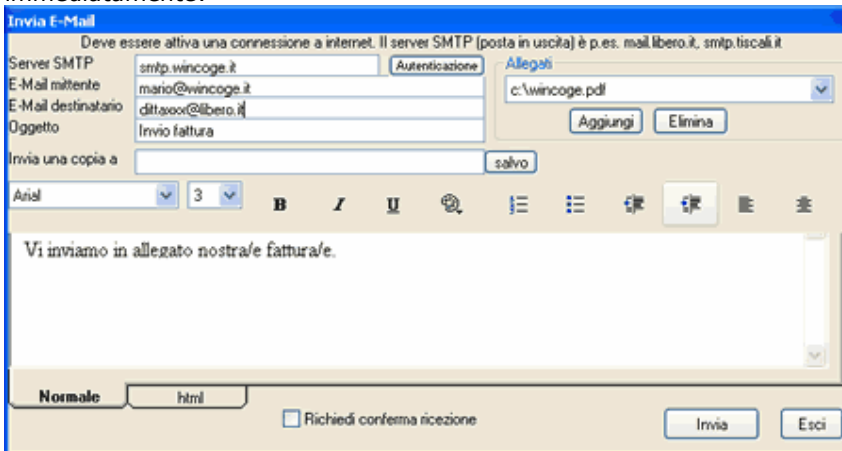 immediatamente.
Invia E-Mail
Deve essere attiva una connessione a internet. Il server SMTP (posta in uscita) è p.es. mail.libero.it, smtp.tiscali.it
Server SMTP smtp.wincoge.it Autenticazione Allegati
E-Mail mittente mario@wincoge.it c:\wincoge.pdf
E-Mail destinatario dittaxxx@libero.it Aggiungi Elimina
Oggetto Invio fattura
Invia una copia a salvo
Arial 3 B I U
Vi inviamo in allegato nostra/e fattura/e.
Normale html
Richiedi conferma ricezione Invia Esci